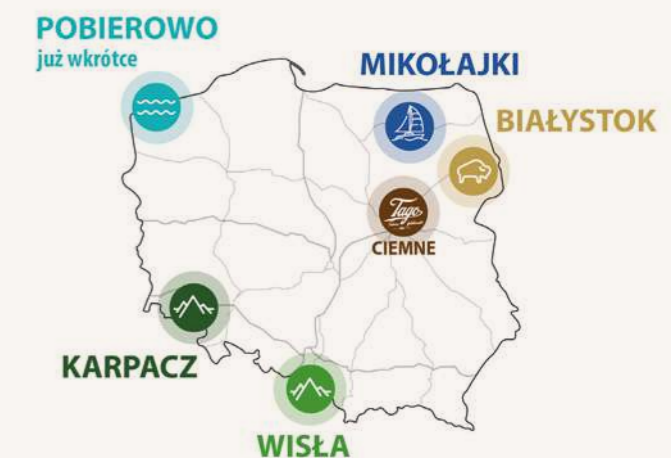 POBIEROWO
już wkrótce
MIKOŁAJKI
BIAŁYSTOK
Tago
CIEMNE
KARPACZ
WISŁA